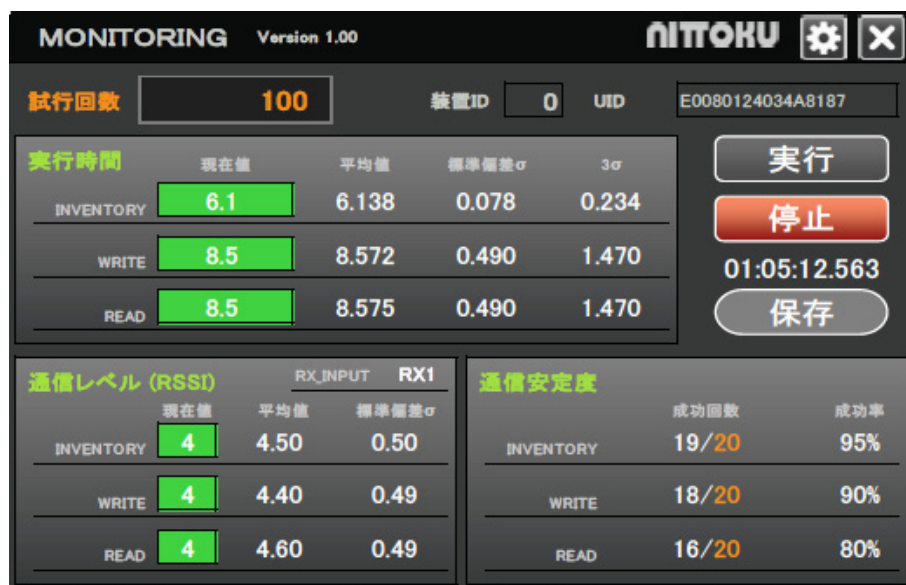 MONITORING Version 1.00 NITTOKU
試行回数 100 装置ID 0 UID E0080124034A8187
実行時間 現在値 平均値 標準偏差σ 3σ
INVENTORY 6.1 6.138 0.078 0.234
WRITE 8.5 8.572 0.490 1.470
READ 8.5 8.575 0.490 1.470
実行
停止
01:05:12.563
保存
通信レベル (RSSI) RX_INPUT RX1
現在値 平均値 標準偏差σ
INVENTORY 4 4.50 0.50
WRITE 4 4.40 0.49
READ 4 4.60 0.49
通信安定度
成功回数 成功率
INVENTORY 19/20 95%
WRITE 18/20 90%
READ 16/20 80%